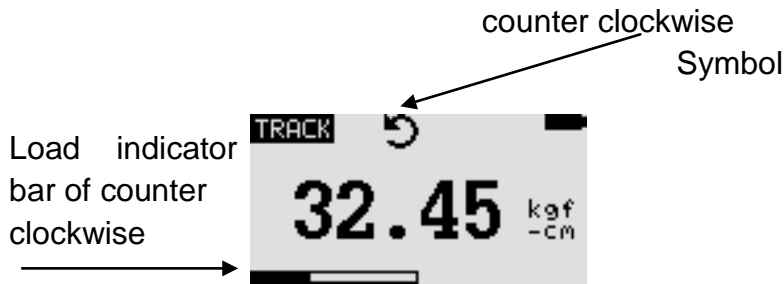 counter clockwise
Symbol
TRACK
Load indicator
bar of counter
clockwise
32.45 kgf
-cm